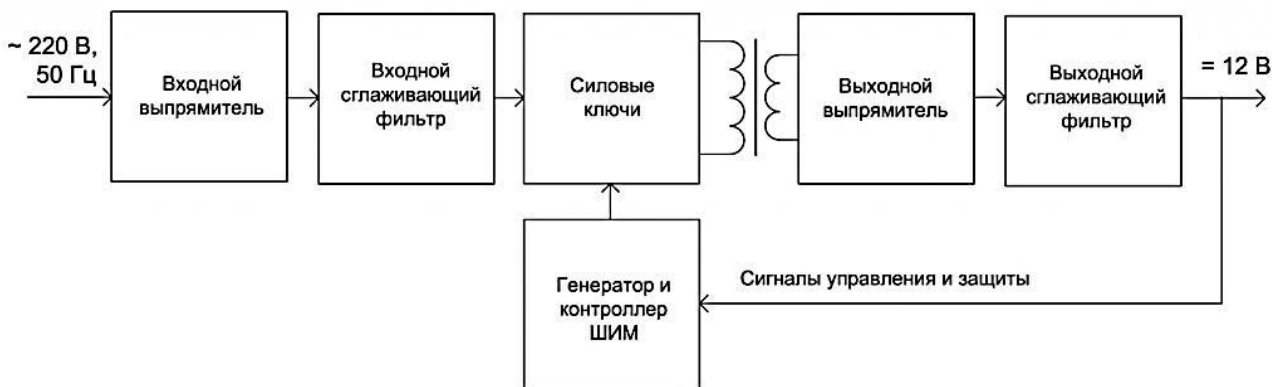 ~ 220 В,
50 Гц
Входной
выпрямитель
Входной
сглаживающий
фильтр
Силовые
ключи
Выходной
выпрямитель
Выходной
сглаживающий
фильтр
= 12 В
Генератор и
контроллер
ШИМ
Сигналы управления и защиты